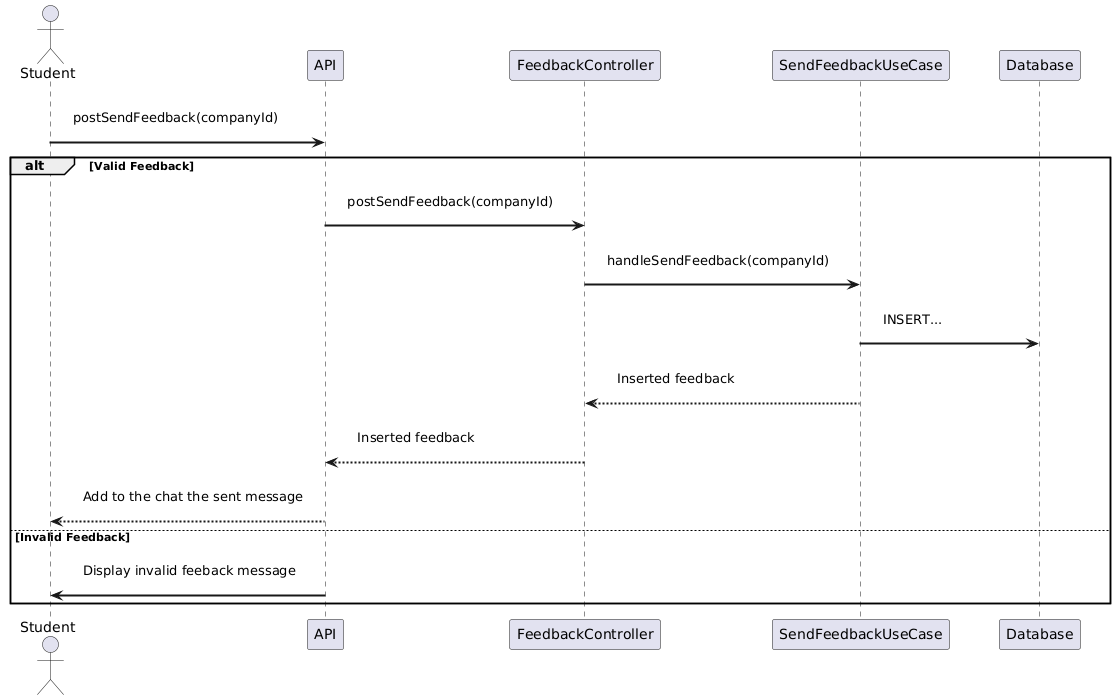 Student
API
FeedbackController
SendFeedbackUseCase
Database
postSendFeedback(companyId)
alt
[Valid Feedback]
postSendFeedback(companyId)
handleSendFeedback(companyId)
INSERT...
Inserted feedback
Inserted feedback
Add to the chat the sent message
[Invalid Feedback]
Display invalid feeback message
Student
API
FeedbackController
SendFeedbackUseCase
Database